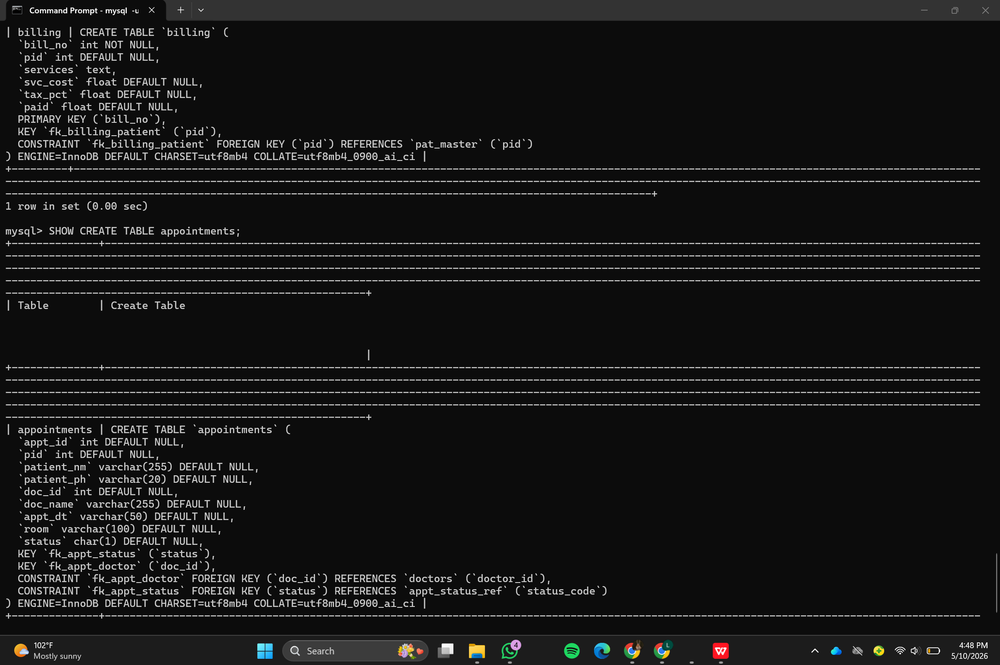 | billing | CREATE TABLE `billing` (
`bill_no` int NOT NULL,
`pid` int DEFAULT NULL,
`services` text,
`svc_cost` float DEFAULT NULL,
`tax_pct` float DEFAULT NULL,
`paid` float DEFAULT NULL,
PRIMARY KEY (`bill_no`),
KEY `fk_billing_patient` (`pid`),
CONSTRAINT `fk_billing_patient` FOREIGN KEY (`pid`) REFERENCES `pat_master` (`pid`)
) ENGINE=InnoDB DEFAULT CHARSET=utf8mb4 COLLATE=utf8mb4_0900_ai_ci |
1 row in set (0.00 sec)
mysql> SHOW CREATE TABLE appointments;
| Table | Create Table
|
| appointments | CREATE TABLE `appointments` (
`appt_id` int DEFAULT NULL,
`pid` int DEFAULT NULL,
`patient_nm` varchar(255) DEFAULT NULL,
`patient_ph` varchar(20) DEFAULT NULL,
`doc_id` int DEFAULT NULL,
`doc_name` varchar(255) DEFAULT NULL,
`appt_dt` varchar(50) DEFAULT NULL,
`room` varchar(100) DEFAULT NULL,
`status` char(1) DEFAULT NULL,
KEY `fk_appt_status` (`status`),
KEY `fk_appt_doctor` (`doc_id`),
CONSTRAINT `fk_appt_doctor` FOREIGN KEY (`doc_id`) REFERENCES `doctors` (`doctor_id`),
CONSTRAINT `fk_appt_status` FOREIGN KEY (`status`) REFERENCES `appt_status_ref` (`status_code`)
) ENGINE=InnoDB DEFAULT CHARSET=utf8mb4 COLLATE=utf8mb4_0900_ai_ci |
Command Prompt - mysql -u
102°F
Mostly sunny
Search
4
L
W
4:48 PM
5/10/2026